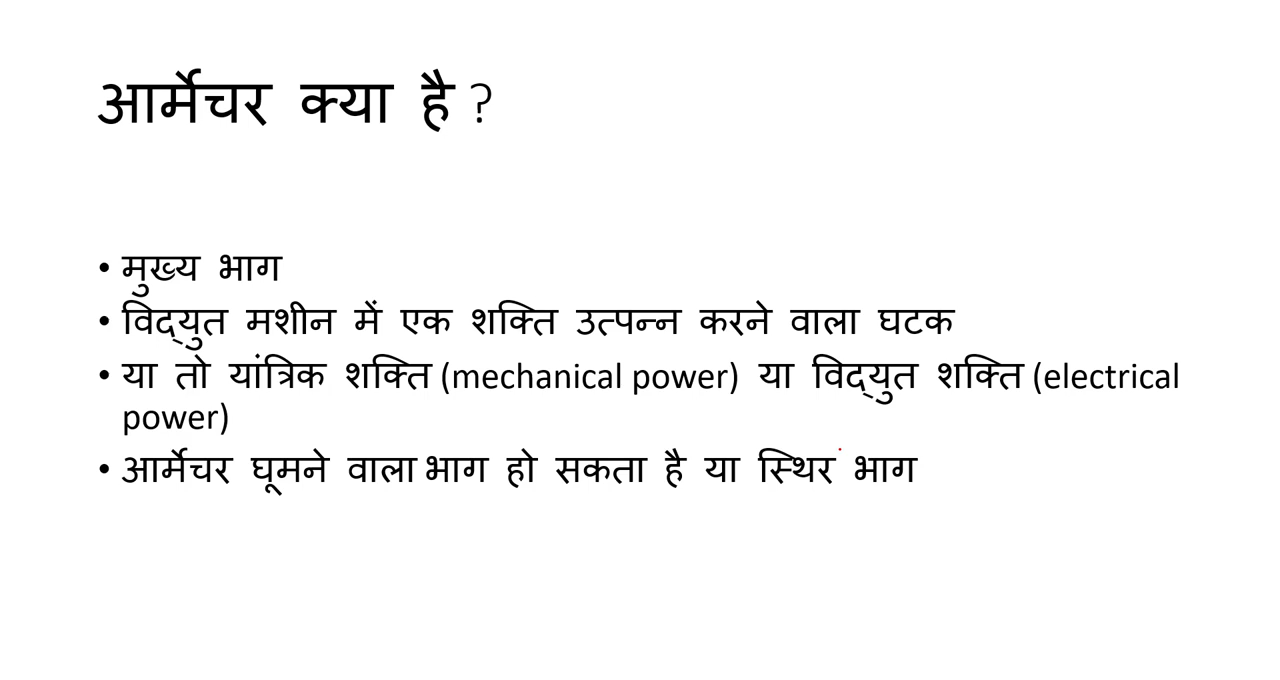 आर्मेचर क्या है ?
• मुख्य भाग
• विद्युत मशीन में एक शक्ति उत्पन्न करने वाला घटक
• या तो यांत्रिक शक्ति (mechanical power) या विद्युत शक्ति (electrical
power)
• आर्मेचर घूमने वाला भाग हो सकता है या स्थिर भाग